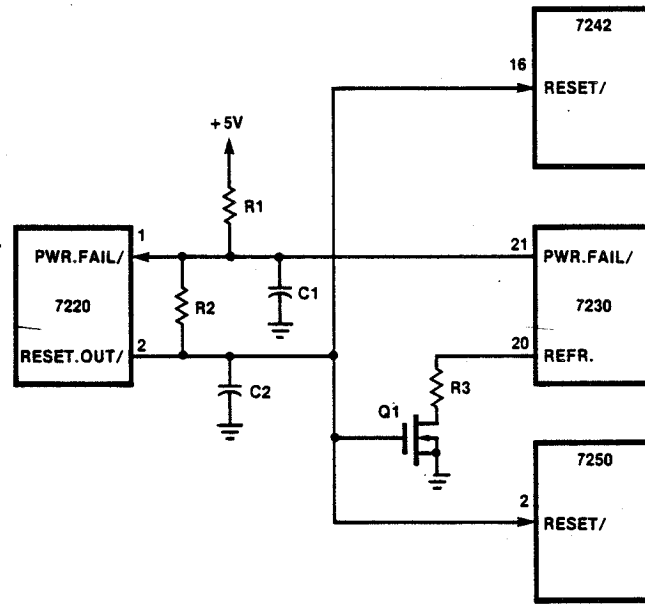 7242
16
RESET/
+5V
R1
1
21
PWR.FAIL/
PWR.FAIL/
C1
7220
R2
7230
2
20
RESET.OUT/
REFR.
C2
R3
Q1
7250
2
RESET/